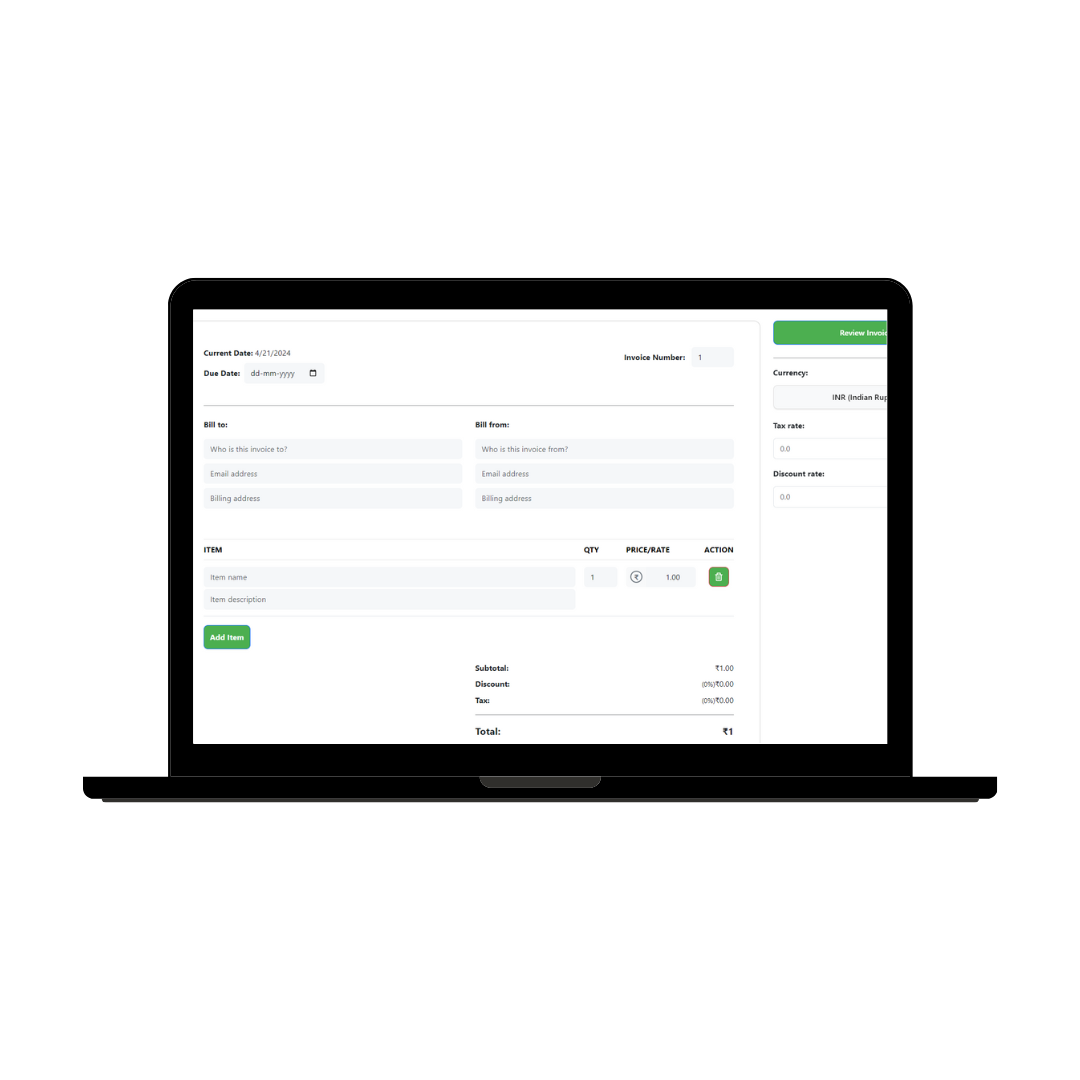 Current Date: 4/21/2024
Due Date: dd-mm-yyyy
Invoice Number: 1
Review Invoic
Currency:
INR (Indian Rup
Tax rate:
0.0
Discount rate:
0.0
Bill to:
Who is this invoice to?
Email address
Billing address
Bill from:
Who is this invoice from?
Email address
Billing address
ITEM QTY PRICE/RATE ACTION
Item name 1 ₹ 1.00
Item description
Add Item
Subtotal: ₹1.00
Discount: (0%)₹0.00
Tax: (0%)₹0.00
Total: ₹1